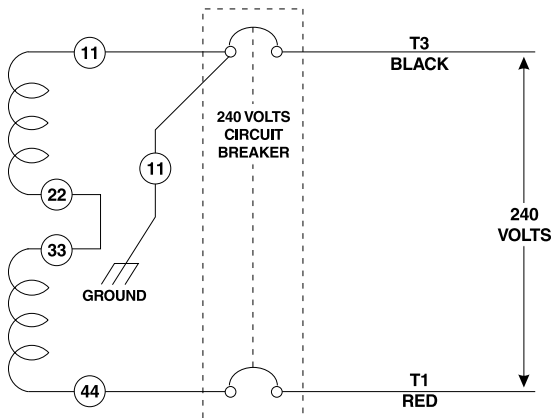 11
T3
BLACK
240 VOLTS
CIRCUIT
BREAKER
11
22
240
VOLTS
33
GROUND
T1
RED
44